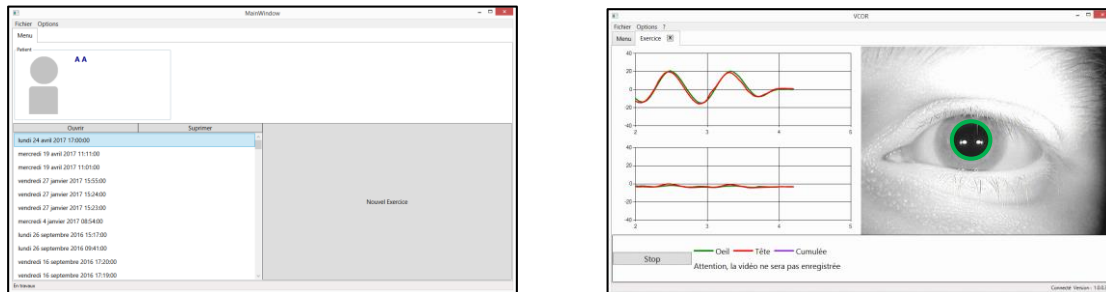 MainWindow
Fichier Options
Menu
Patient
A A
Ouvrir Suprimer
lundi 24 avril 2017 17:00:00
mercredi 19 avril 2017 11:11:00
mercredi 19 avril 2017 11:01:00
vendredi 27 janvier 2017 15:55:00
vendredi 27 janvier 2017 15:24:00
vendredi 27 janvier 2017 15:23:00
mercredi 4 janvier 2017 08:54:00
lundi 26 septembre 2016 15:17:00
lundi 26 septembre 2016 09:41:00
vendredi 16 septembre 2016 17:20:00
vendredi 16 septembre 2016 17:19:00
Nouvel Exercice
En travaux
VCOR
Fichier Options ?
Menu Exercice
40
20
0
-20
-40
2 3 4 5
40
20
0
-20
-40
2 3 4 5
Stop
Oeil Tête Cumulée
Attention, la vidéo ne sera pas enregistrée
Connecté Version : 1.0.0